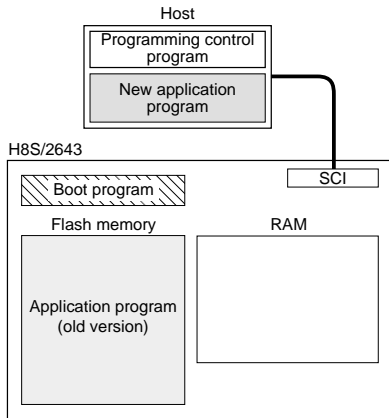 Host
Programming control
program
New application
program
H8S/2643
SCI
Boot program
Flash memory
RAM
Application program
(old version)